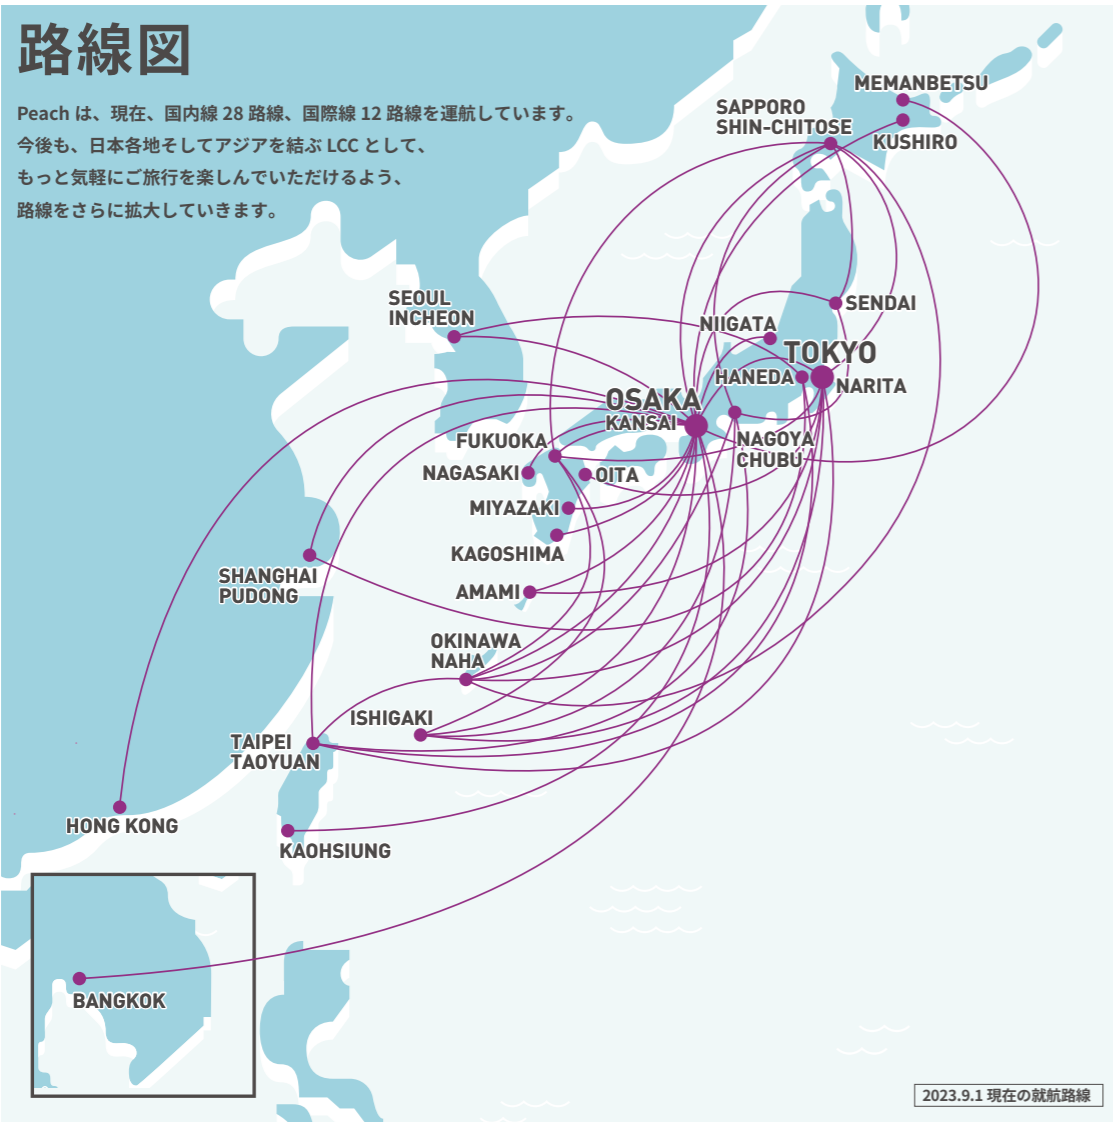 路線図
Peach は、現在、国内線 28 路線、国際線 12 路線を運航しています。
今後も、日本各地そしてアジアを結ぶ LCC として、
もっと気軽にご旅行を楽しんでいただけるよう、
路線をさらに拡大していきます。
MEMANBETSU
SAPPORO
SHIN-CHITOSE
KUSHIRO
SEOUL
INCHEON
SENDAI
NIIGATA
TOKYO
HANEDA
NARITA
OSAKA
KANSAI
NAGOYA
CHUBU
FUKUOKA
NAGASAKI
OITA
MIYAZAKI
KAGOSHIMA
SHANGHAI
PUDONG
AMAMI
OKINAWA
NAHA
ISHIGAKI
TAIPEI
TAOYUAN
HONG KONG
KAOHSIUNG
BANGKOK
2023.9.1 現在の就航路線